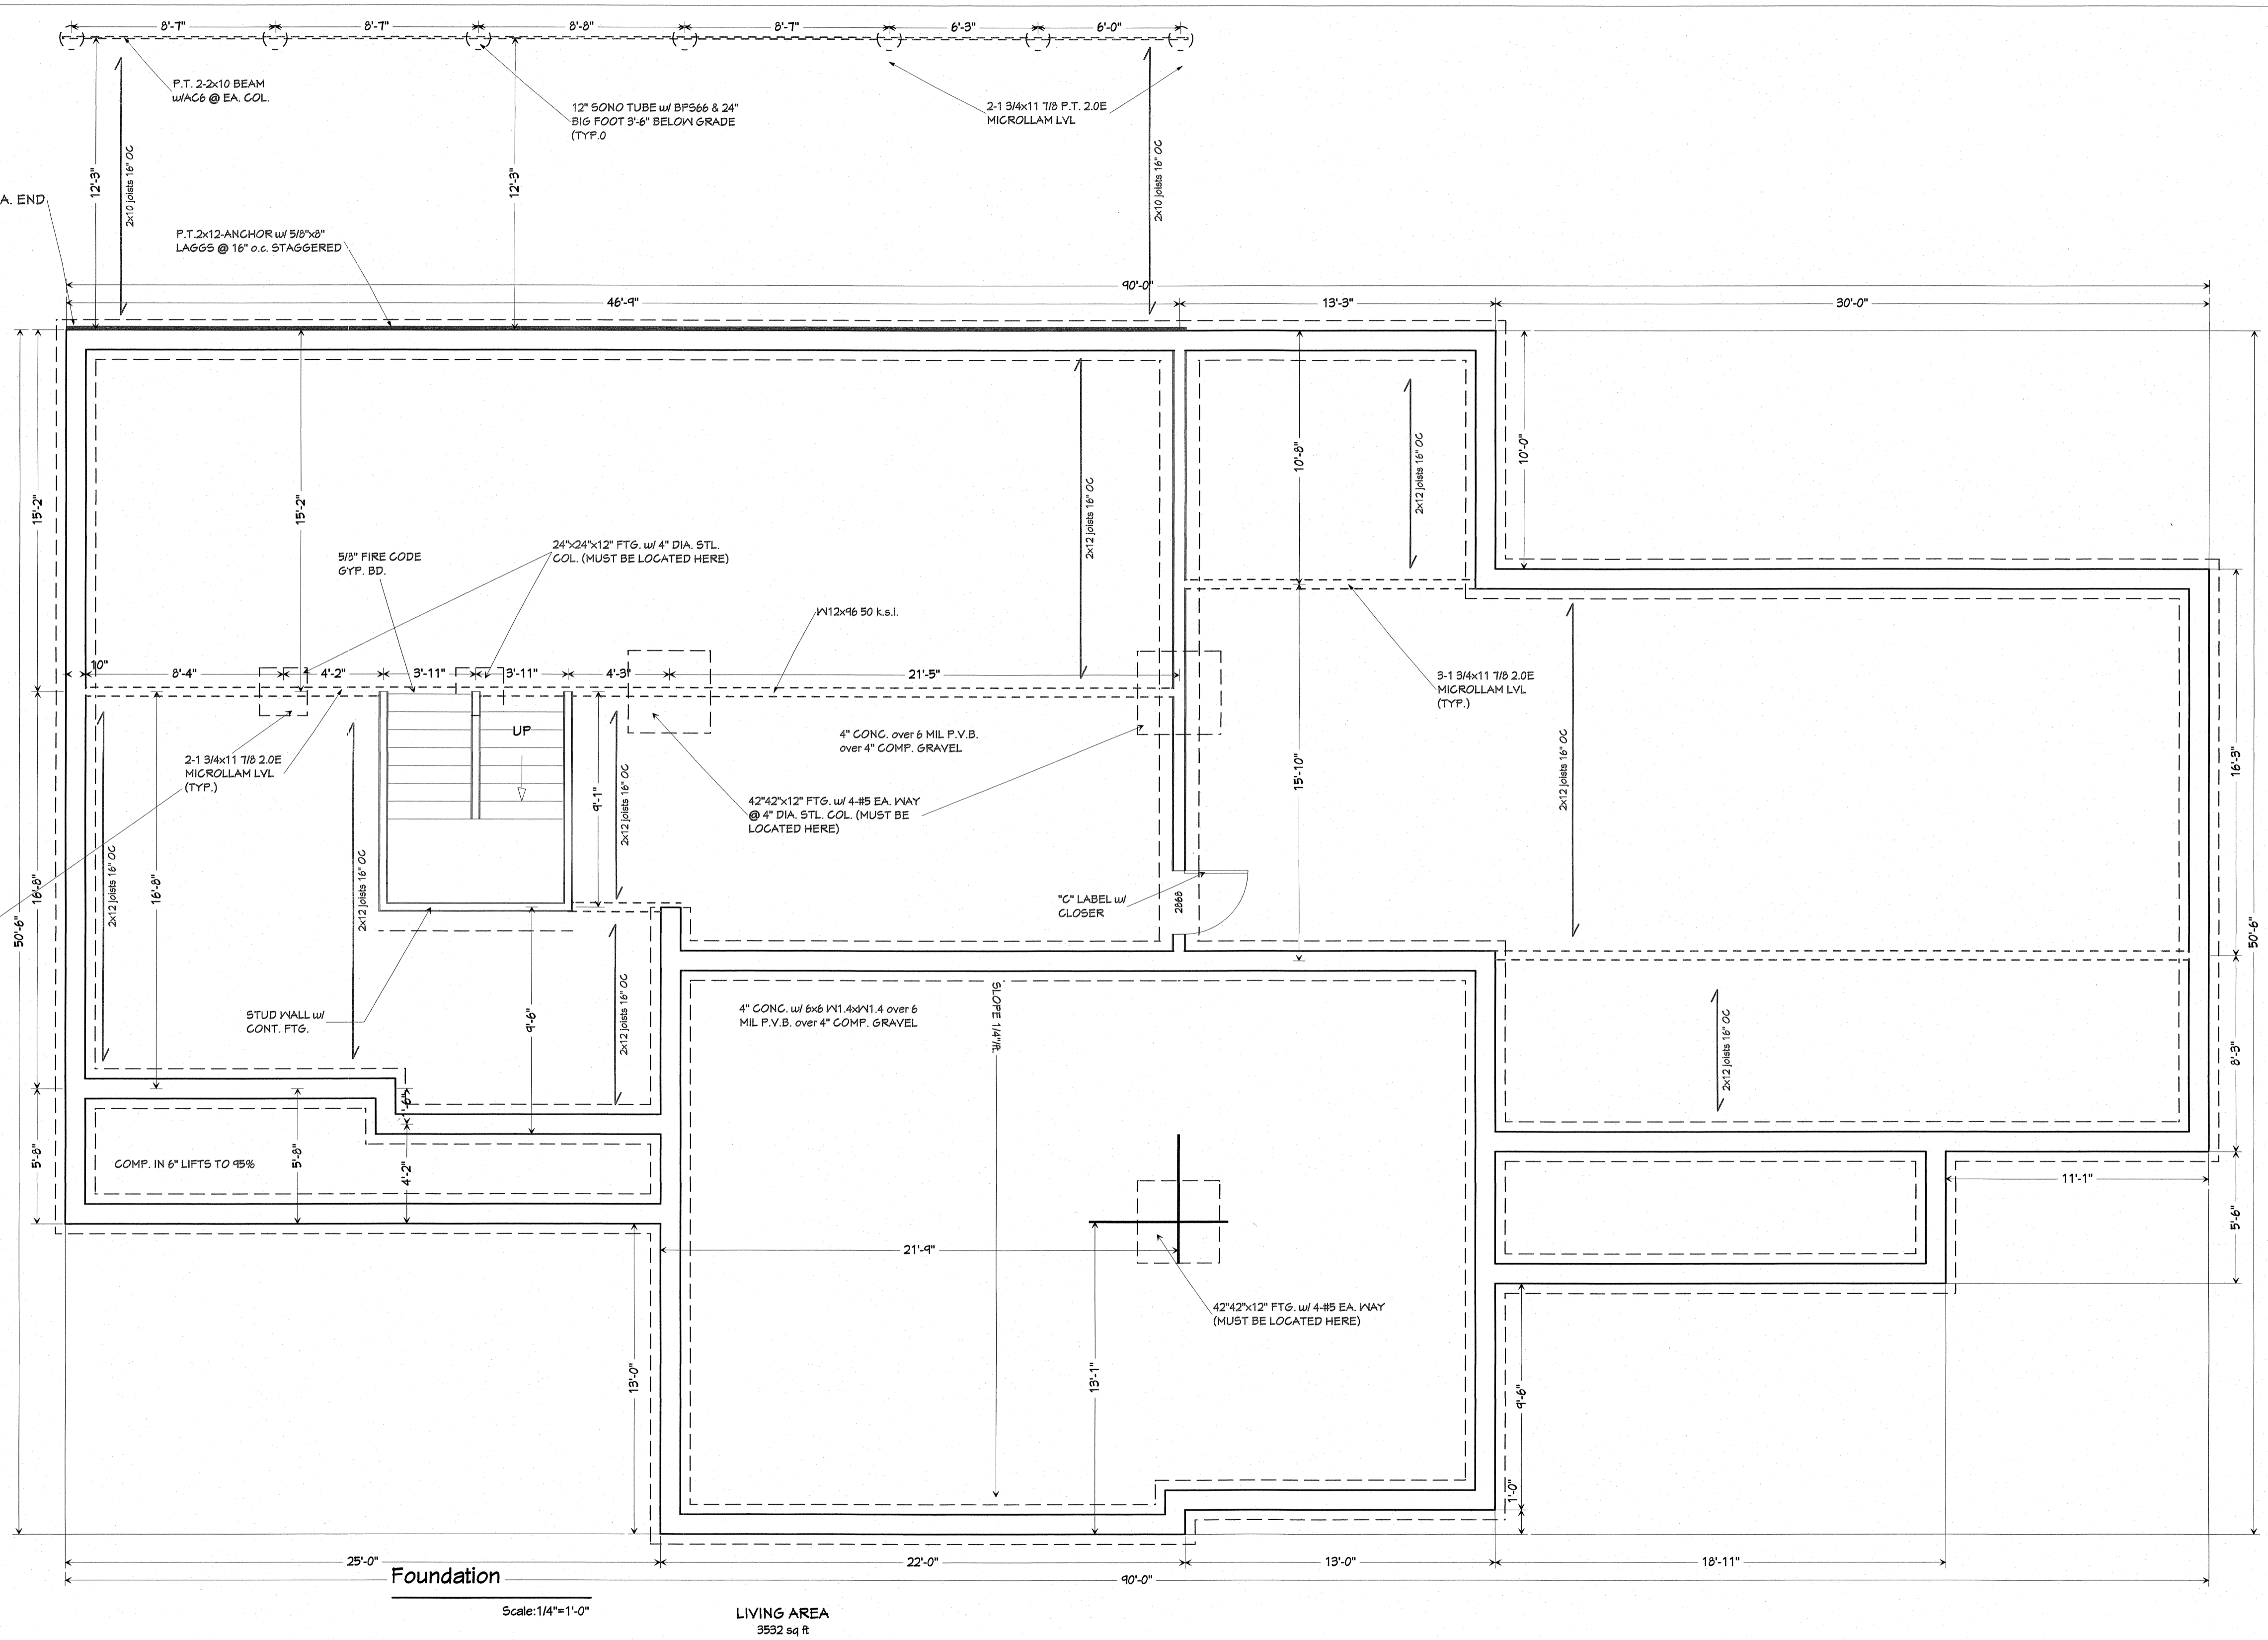 8'-7"
8'-7"
8'-8"
8'-7"
6'-3"
6'-0"
P.T. 2-2x10 BEAM
w/AC6 @ EA. COL.
12" SONO TUBE w/ BPS66 & 24"
BIG FOOT 3'-6" BELOW GRADE
(TYP.0
2-1 3/4x11 7/8 P.T. 2.0E
MICROLLAM LVL
12'-3"
2x10 joists 16" OC
12'-3"
2x10 joists 16" OC
A. END
P.T.2x12-ANCHOR w/ 5/8"x8"
LAGGS @ 16" o.c. STAGGERED
90'-0"
46'-9"
13'-3"
30'-0"
15'-2"
15'-2"
2x12 joists 16" OC
10'-8"
2x12 joists 16" OC
10'-0"
5/8" FIRE CODE
GYP. BD.
24"x24"x12" FTG. w/ 4" DIA. STL.
COL. (MUST BE LOCATED HERE)
W12x96 50 k.s.i.
10"
8'-4"
4'-2"
3'-11"
3'-11"
4'-3"
21'-5"
3-1 3/4x11 7/8 2.0E
MICROLLAM LVL
(TYP.)
UP
4" CONC. over 6 MIL P.V.B.
over 4" COMP. GRAVEL
2-1 3/4x11 7/8 2.0E
MICROLLAM LVL
(TYP.)
42"42"x12" FTG. w/ 4-#5 EA. WAY
@ 4" DIA. STL. COL. (MUST BE
LOCATED HERE)
9'-1"
2x12 joists 16" OC
15'-10"
2x12 joists 16" OC
16'-3"
50'-6"
16'-8"
2x12 joists 16" OC
16'-8"
2x12 joists 16" OC
"C" LABEL w/
CLOSER
2868
50'-6"
STUD WALL w/
CONT. FTG.
9'-6"
2x12 joists 16" OC
4" CONC. w/ 6x6 W1.4xW1.4 over 6
MIL P.V.B. over 4" COMP. GRAVEL
SLOPE 1/4"/ft.
2x12 joists 16" OC
8'-3"
1'-6"
5'-8"
COMP. IN 6" LIFTS TO 95%
5'-8"
4'-2"
11'-1"
5'-6"
21'-9"
42"42"x12" FTG. w/ 4-#5 EA. WAY
(MUST BE LOCATED HERE)
13'-0"
13'-1"
9'-6"
1'-0"
25'-0"
22'-0"
13'-0"
18'-11"
90'-0"
Foundation
Scale:1/4"=1'-0"
LIVING AREA
3532 sq ft